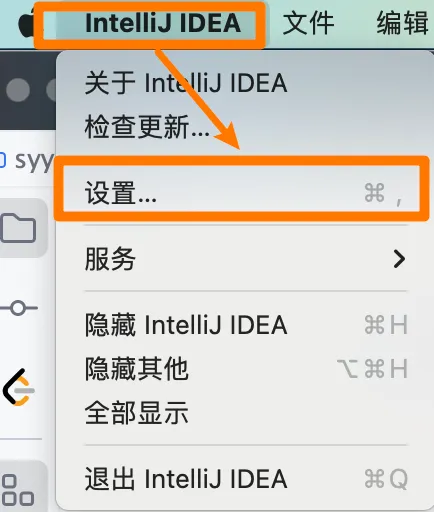 IntelliJ IDEA 文件 编辑
关于 IntelliJ IDEA
检查更新...
syy
设置... ⌘ ,
服务
隐藏 IntelliJ IDEA ⌘H
隐藏其他 ⌥⌘H
全部显示
退出 IntelliJ IDEA ⌘Q